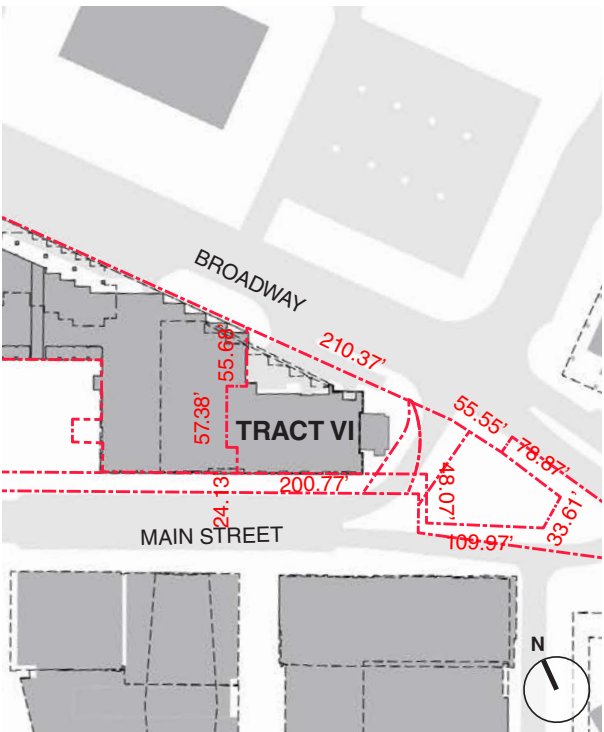 BROADWAY
210.37'
55.68'
55.55'
57.38'
TRACT VI
78.87'
24.13'
200.77'
48.07'
33.61'
MAIN STREET
109.97'
N